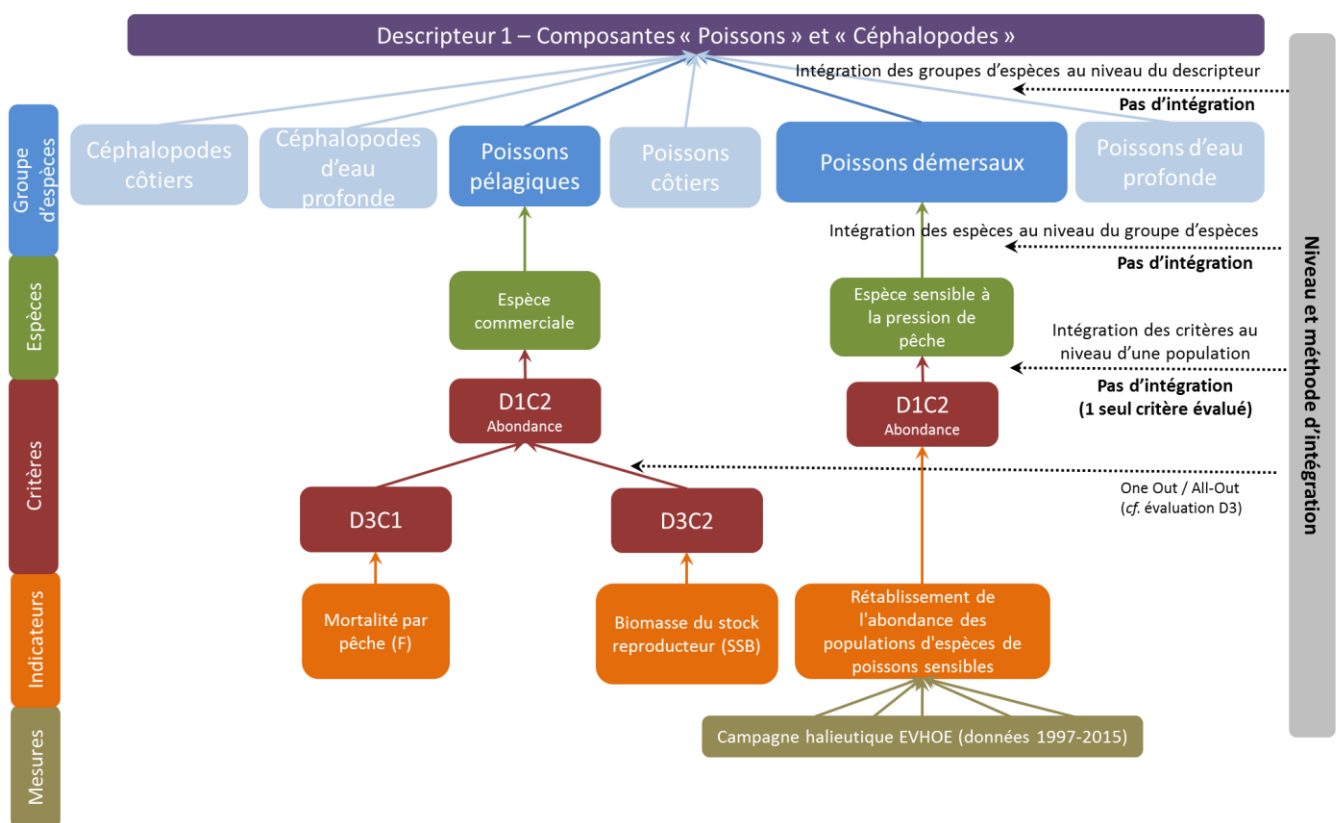 Descripteur 1 – Composantes « Poissons » et « Céphalopodes »
Intégration des groupes d'espèces au niveau du descripteur
Pas d'intégration
Groupe
d'espèces
Céphalopodes
côtiers
Céphalopodes
d'eau
profonde
Poissons
pélagiques
Poissons
côtiers
Poissons démersaux
Poissons d'eau
profonde
Intégration des espèces au niveau du groupe d'espèces
Pas d'intégration
Espèces
Espèce
commerciale
Espèce sensible à
la pression de
pêche
Intégration des critères au
niveau d'une population
Pas d'intégration
(1 seul critère évalué)
Critères
D1C2
Abondance
D1C2
Abondance
D3C1
D3C2
One Out / All-Out
(cf. évaluation D3)
Indicateurs
Mortalité par
pêche (F)
Biomasse du stock
reproducteur (SSB)
Rétablissement de
l'abondance des
populations d'espèces de
poissons sensibles
Mesures
Campagne halieutique EVHOE (données 1997-2015)
Niveau et méthode d'intégration